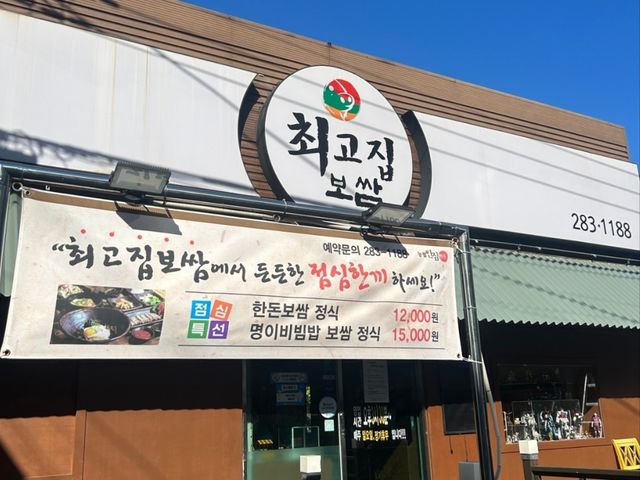 최고집
보쌈
283·1188
예약문의 283-1188
“최고집보쌈에서 든든한 점심한끼 하세요!”
점심
특선
한돈보쌈 정식 12,000원
명이비빔밥 보쌈 정식 15,000원